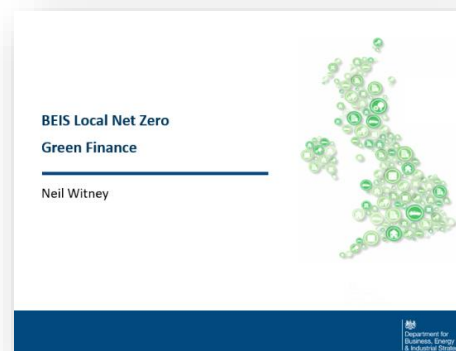 BEIS Local Net Zero
Green Finance
Neil Witney
Department for
Business, Energy
& Industrial Strategy